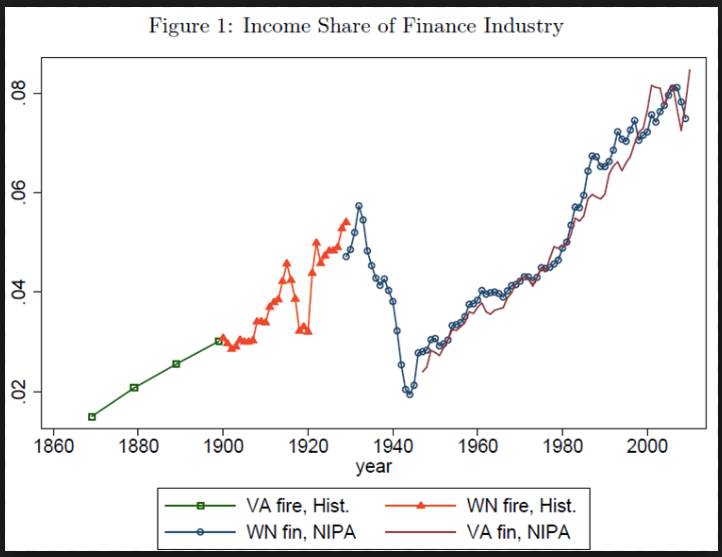 Figure 1: Income Share of Finance Industry
.08
.06
.04
.02
1860 1880 1900 1920 1940 1960 1980 2000
year
VA fire, Hist. WN fire, Hist.
WN fin, NIPA VA fin, NIPA